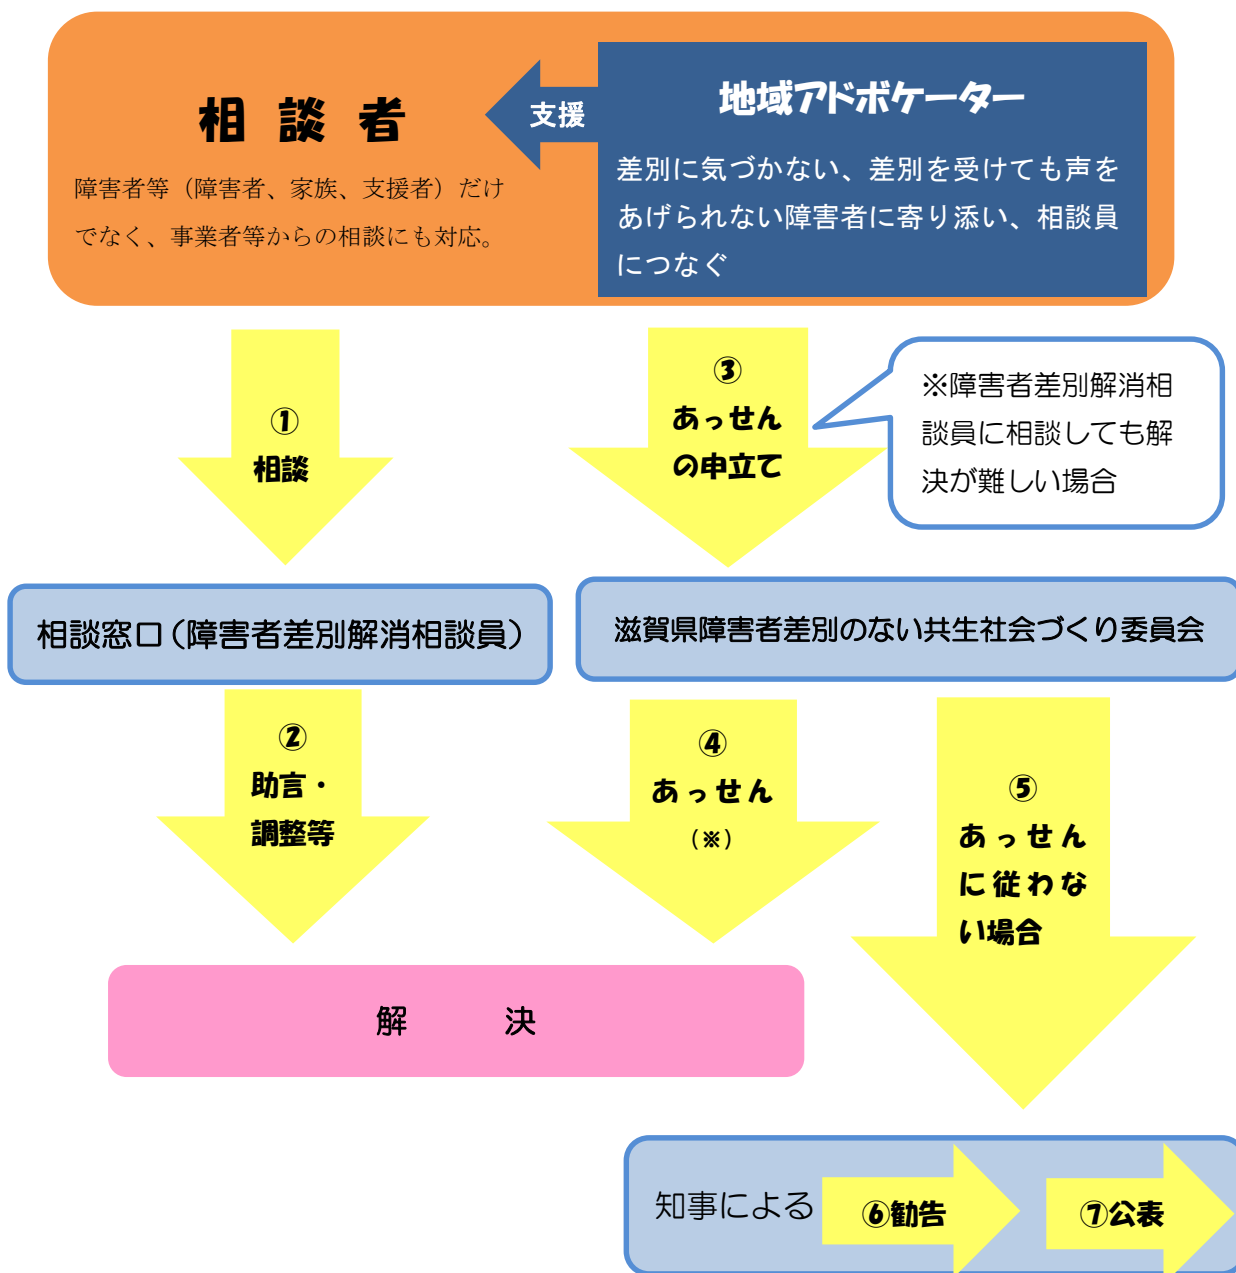 相談者
障害者等（障害者、家族、支援者）だけ
でなく、事業者等からの相談にも対応。
支援
地域アドボケーター
差別に気づかない、差別を受けても声を
あげられない障害者に寄り添い、相談員
につなぐ
①
相談
③
あっせん
の申立て
※障害者差別解消相
談員に相談しても解
決が難しい場合
相談窓口（障害者差別解消相談員）
滋賀県障害者差別のない共生社会づくり委員会
②
助言・
調整等
④
あっせん
（※）
⑤
あっせん
に従わな
い場合
解　決
知事による
⑥勧告
⑦公表